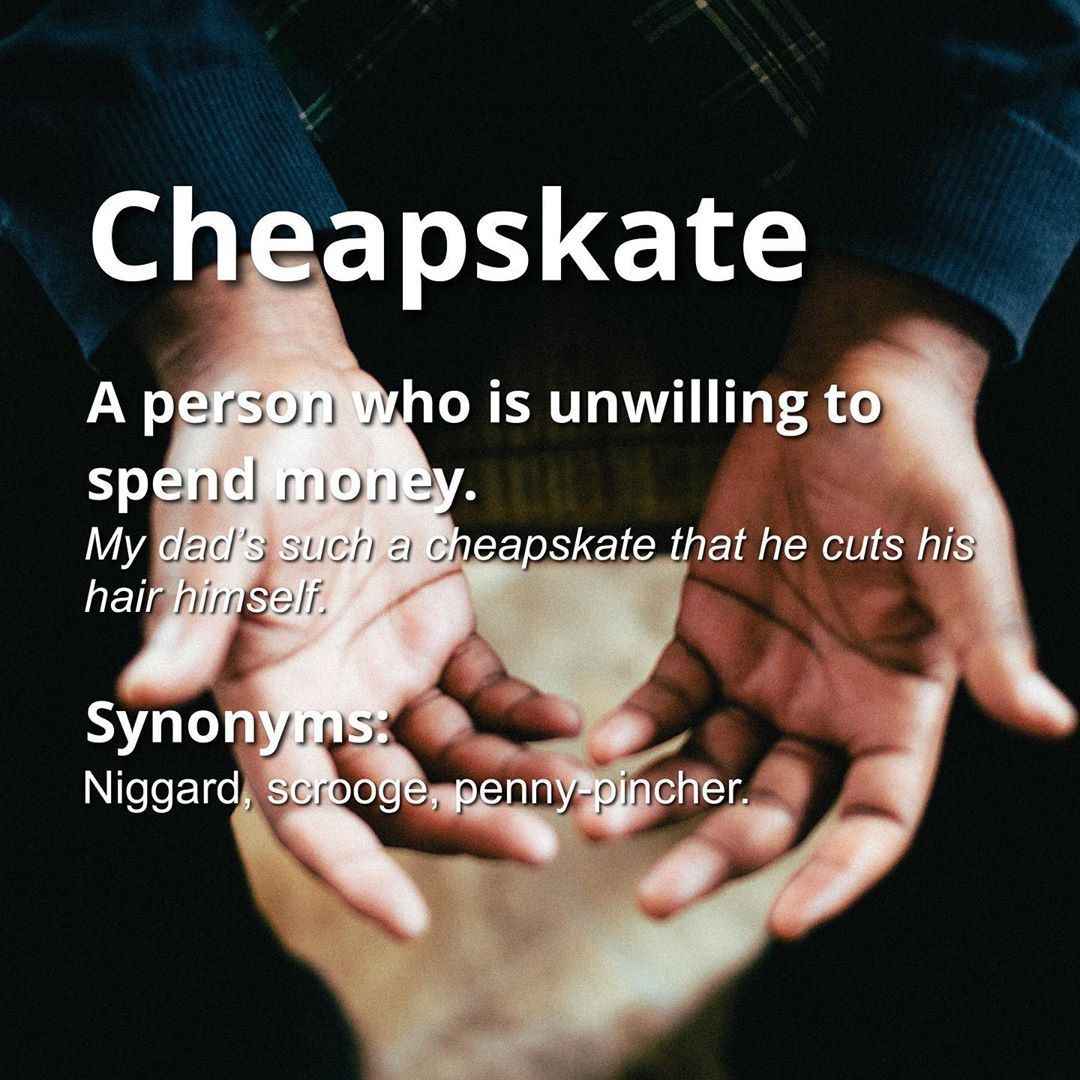 Cheapskate
A person who is unwilling to
spend money.
My dad’s such a cheapskate that he cuts his
hair himself.
Synonyms:
Niggard, scrooge, penny-pincher.